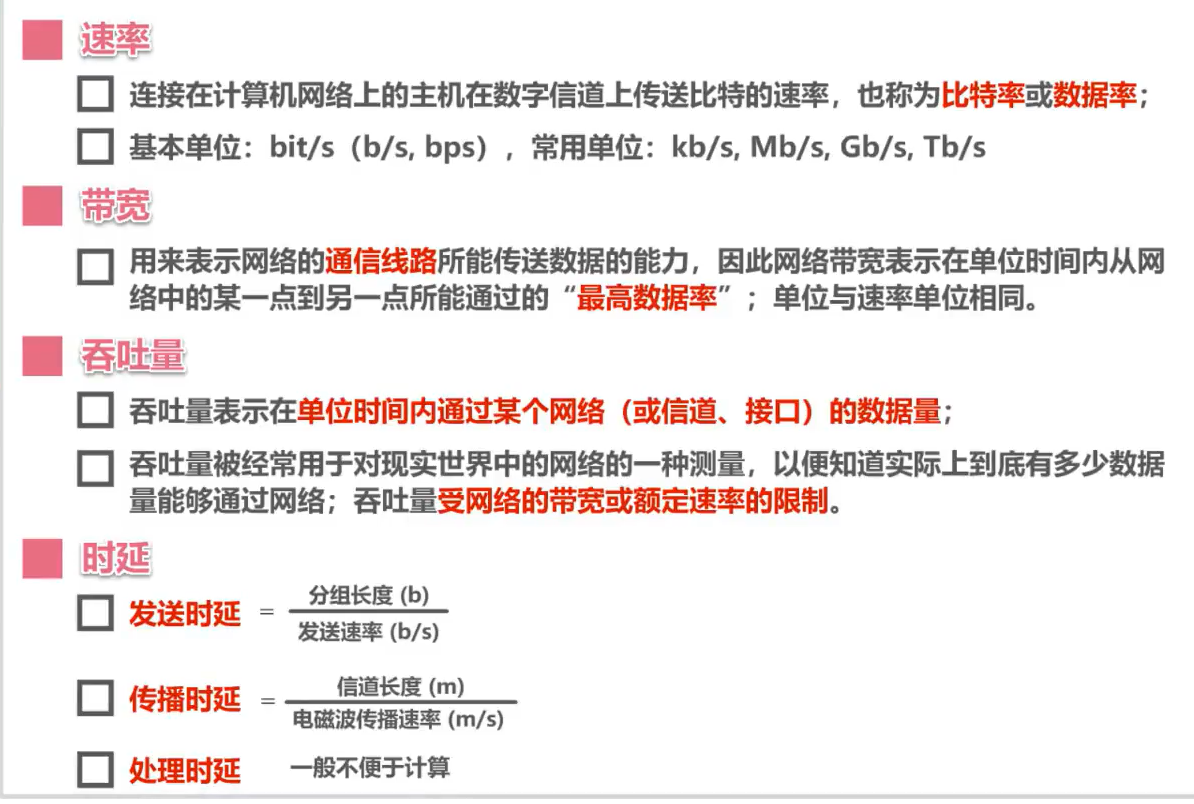 速率
连接在计算机网络上的主机在数字信道上传送比特的速率，也称为比特率或数据率；
基本单位：bit/s（b/s, bps），常用单位：kb/s, Mb/s, Gb/s, Tb/s
带宽
用来表示网络的通信线路所能传送数据的能力，因此网络带宽表示在单位时间内从网
络中的某一点到另一点所能通过的“最高数据率”；单位与速率单位相同。
吞吐量
吞吐量表示在单位时间内通过某个网络（或信道、接口）的数据量；
吞吐量被经常用于对现实世界中的网络的一种测量，以便知道实际上到底有多少数据
量能够通过网络；吞吐量受网络的带宽或额定速率的限制。
时延
分组长度 (b)
发送时延 =
发送速率 (b/s)
信道长度 (m)
传播时延 =
电磁波传播速率 (m/s)
处理时延 一般不便于计算